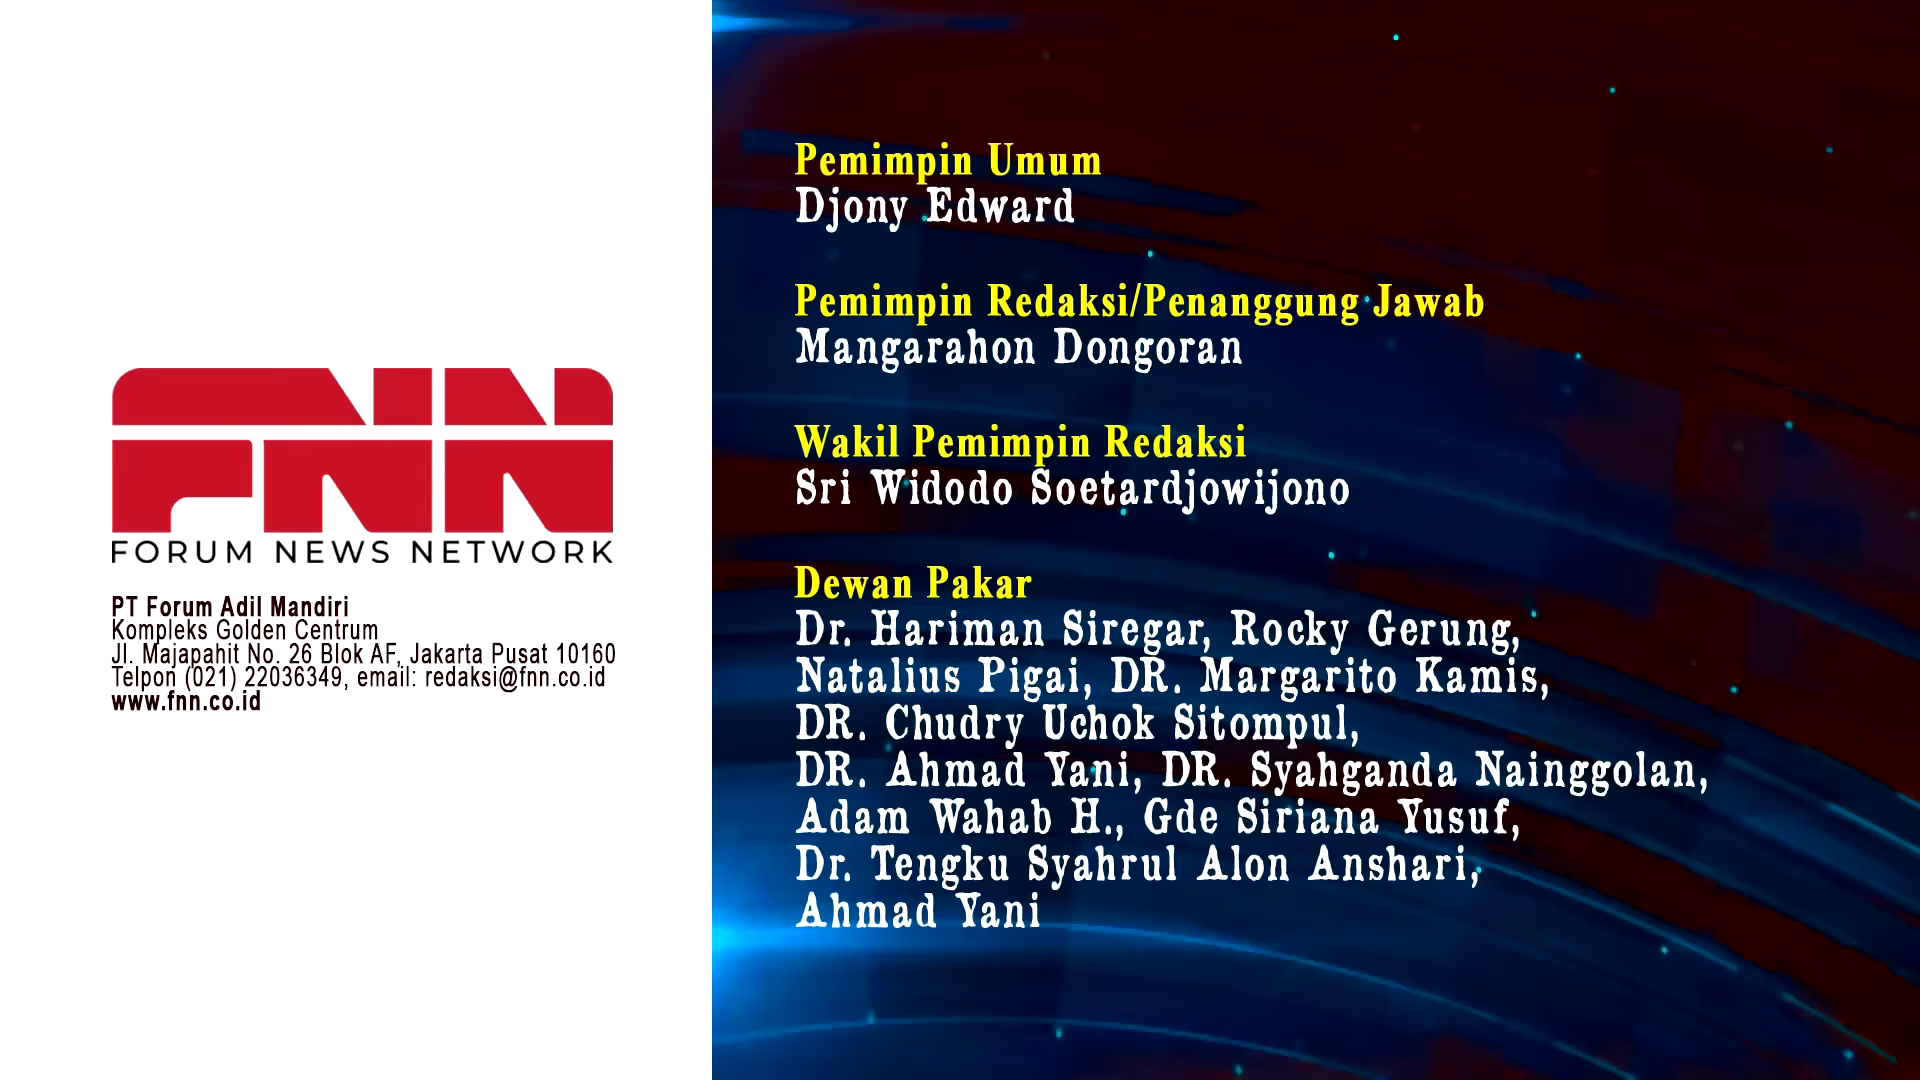 FNN
FORUM NEWS NETWORK
PT Forum Adil Mandiri
Kompleks Golden Centrum
Jl. Majapahit No. 26 Blok AF, Jakarta Pusat 10160
Telpon (021) 22036349, email: redaksi@fnn.co.id
www.fnn.co.id
Pemimpin Umum
Djony Edward
Pemimpin Redaksi/Penanggung Jawab
Mangarahon Dongoran
Wakil Pemimpin Redaksi
Sri Widodo Soetardjowijono
Dewan Pakar
Dr. Hariman Siregar, Rocky Gerung,
Natalius Pigai, DR. Margarito Kamis,
DR. Chudry Uchok Sitompul,
DR. Ahmad Yani, DR. Syahganda Nainggolan,
Adam Wahab H., Gde Siriana Yusuf,
Dr. Tengku Syahrul Alon Anshari,
Ahmad Yani